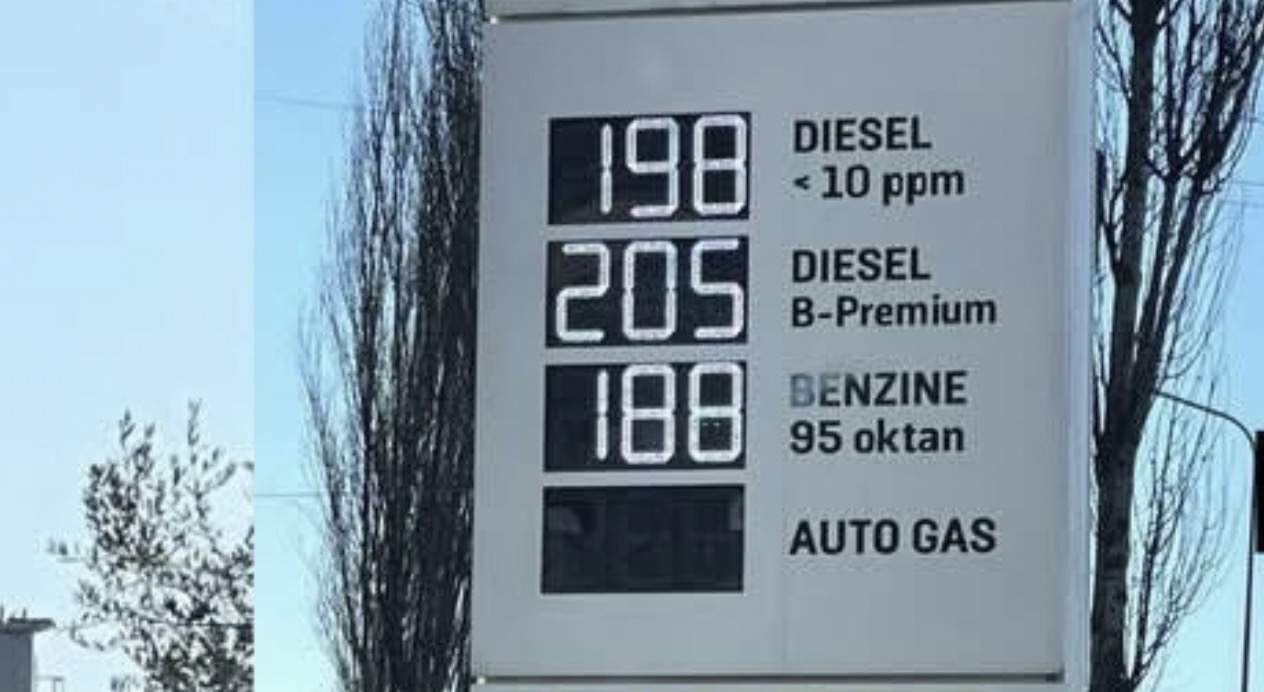 198 DIESEL
< 10 ppm
205 DIESEL
B-Premium
188 BENZINE
95 oktan
AUTO GAS